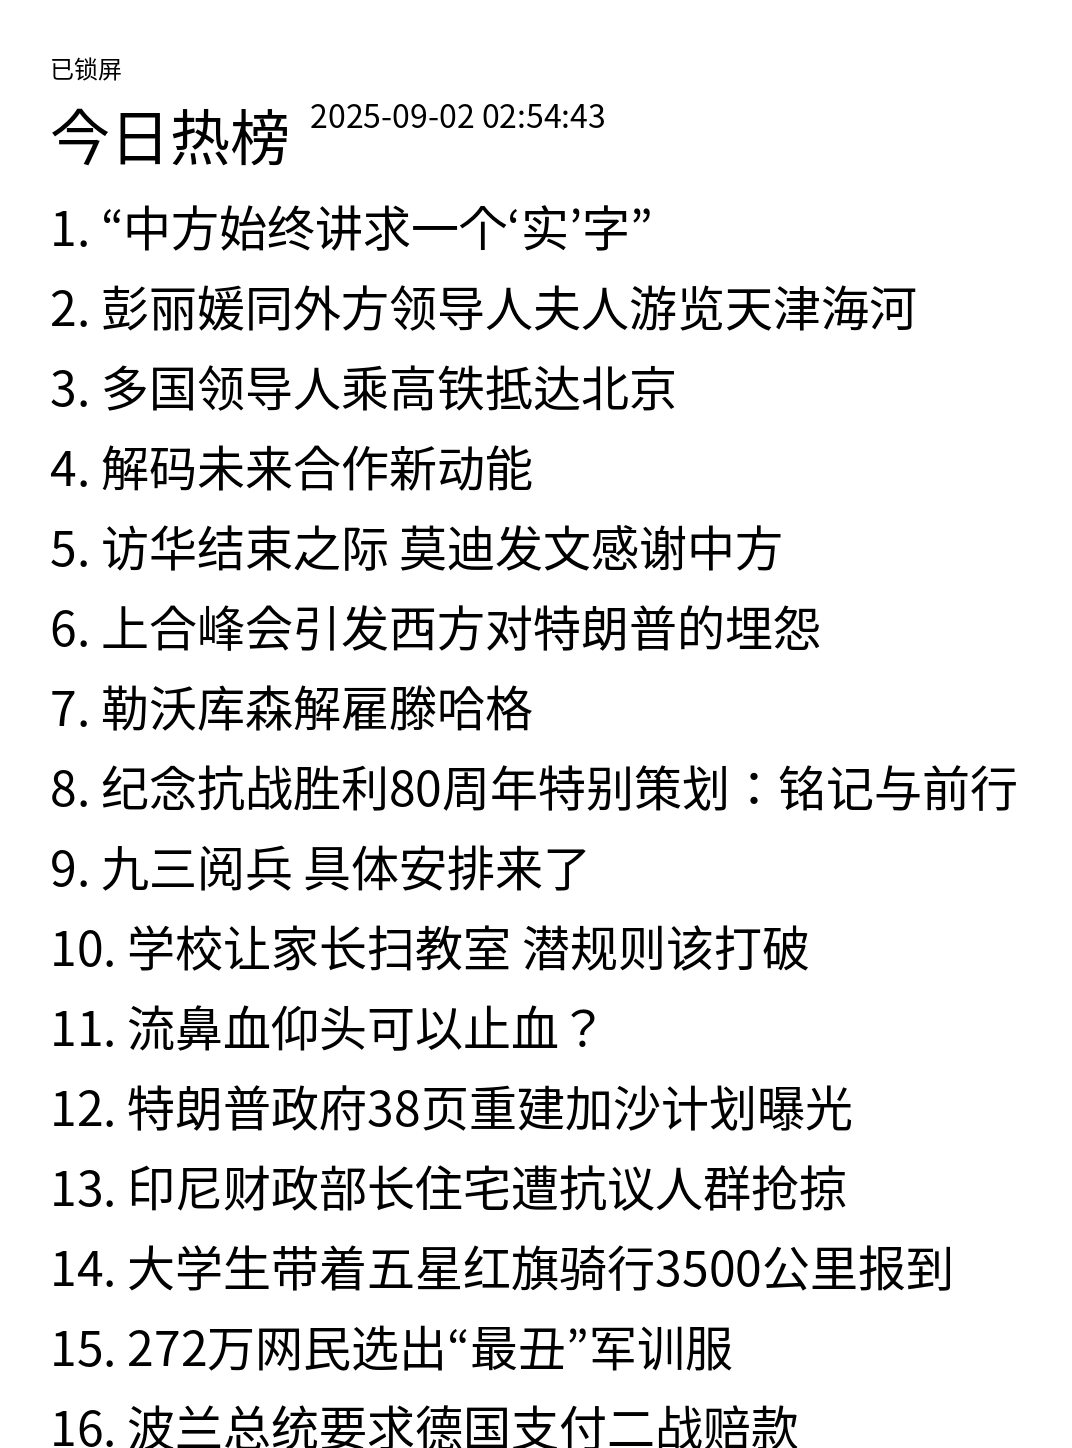 已锁屏
今日热榜 2025-09-02 02:54:43
1. “中方始终讲求一个‘实’字”
2. 彭丽媛同外方领导人夫人游览天津海河
3. 多国领导人乘高铁抵达北京
4. 解码未来合作新动能
5. 访华结束之际 莫迪发文感谢中方
6. 上合峰会引发西方对特朗普的埋怨
7. 勒沃库森解雇滕哈格
8. 纪念抗战胜利80周年特别策划：铭记与前行
9. 九三阅兵 具体安排来了
10. 学校让家长扫教室 潜规则该打破
11. 流鼻血仰头可以止血？
12. 特朗普政府38页重建加沙计划曝光
13. 印尼财政部长住宅遭抗议人群抢掠
14. 大学生带着五星红旗骑行3500公里报到
15. 272万网民选出“最丑”军训服
16. 波兰总统要求德国支付二战赔款